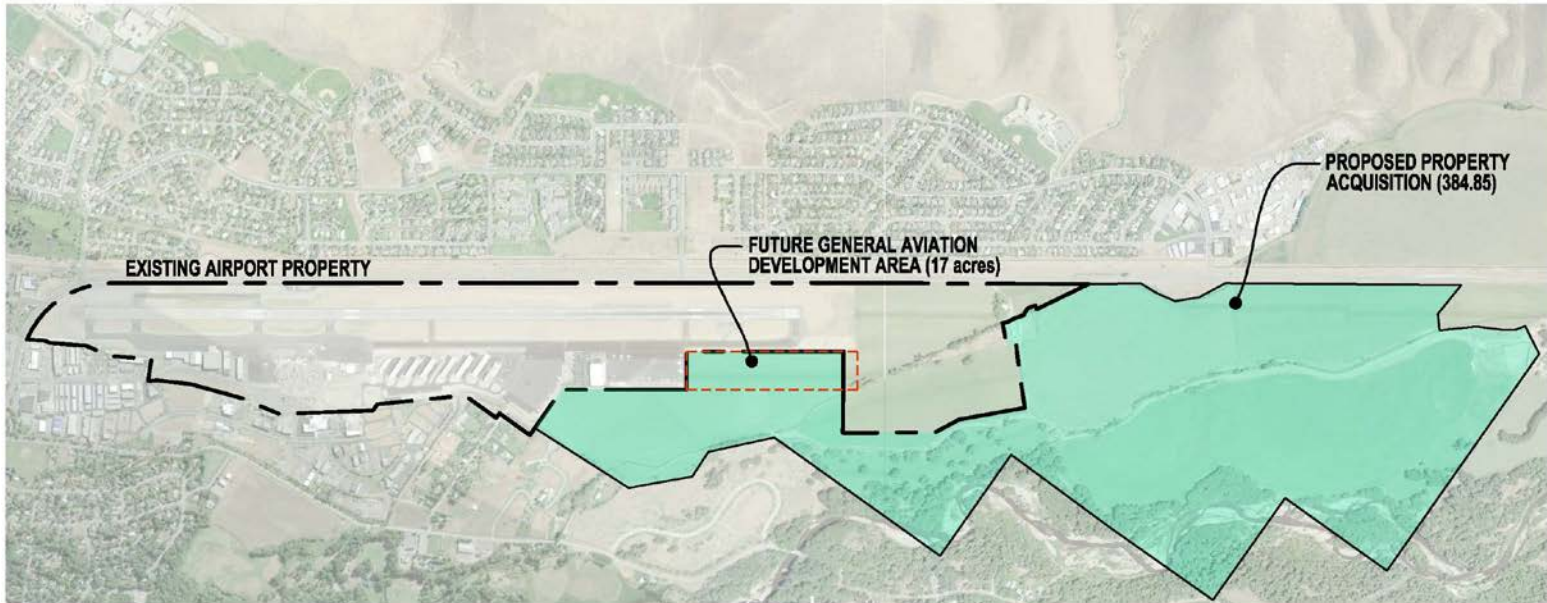 PROPOSED PROPERTY
ACQUISITION (384.85)
FUTURE GENERAL AVIATION
DEVELOPMENT AREA (17 acres)
EXISTING AIRPORT PROPERTY